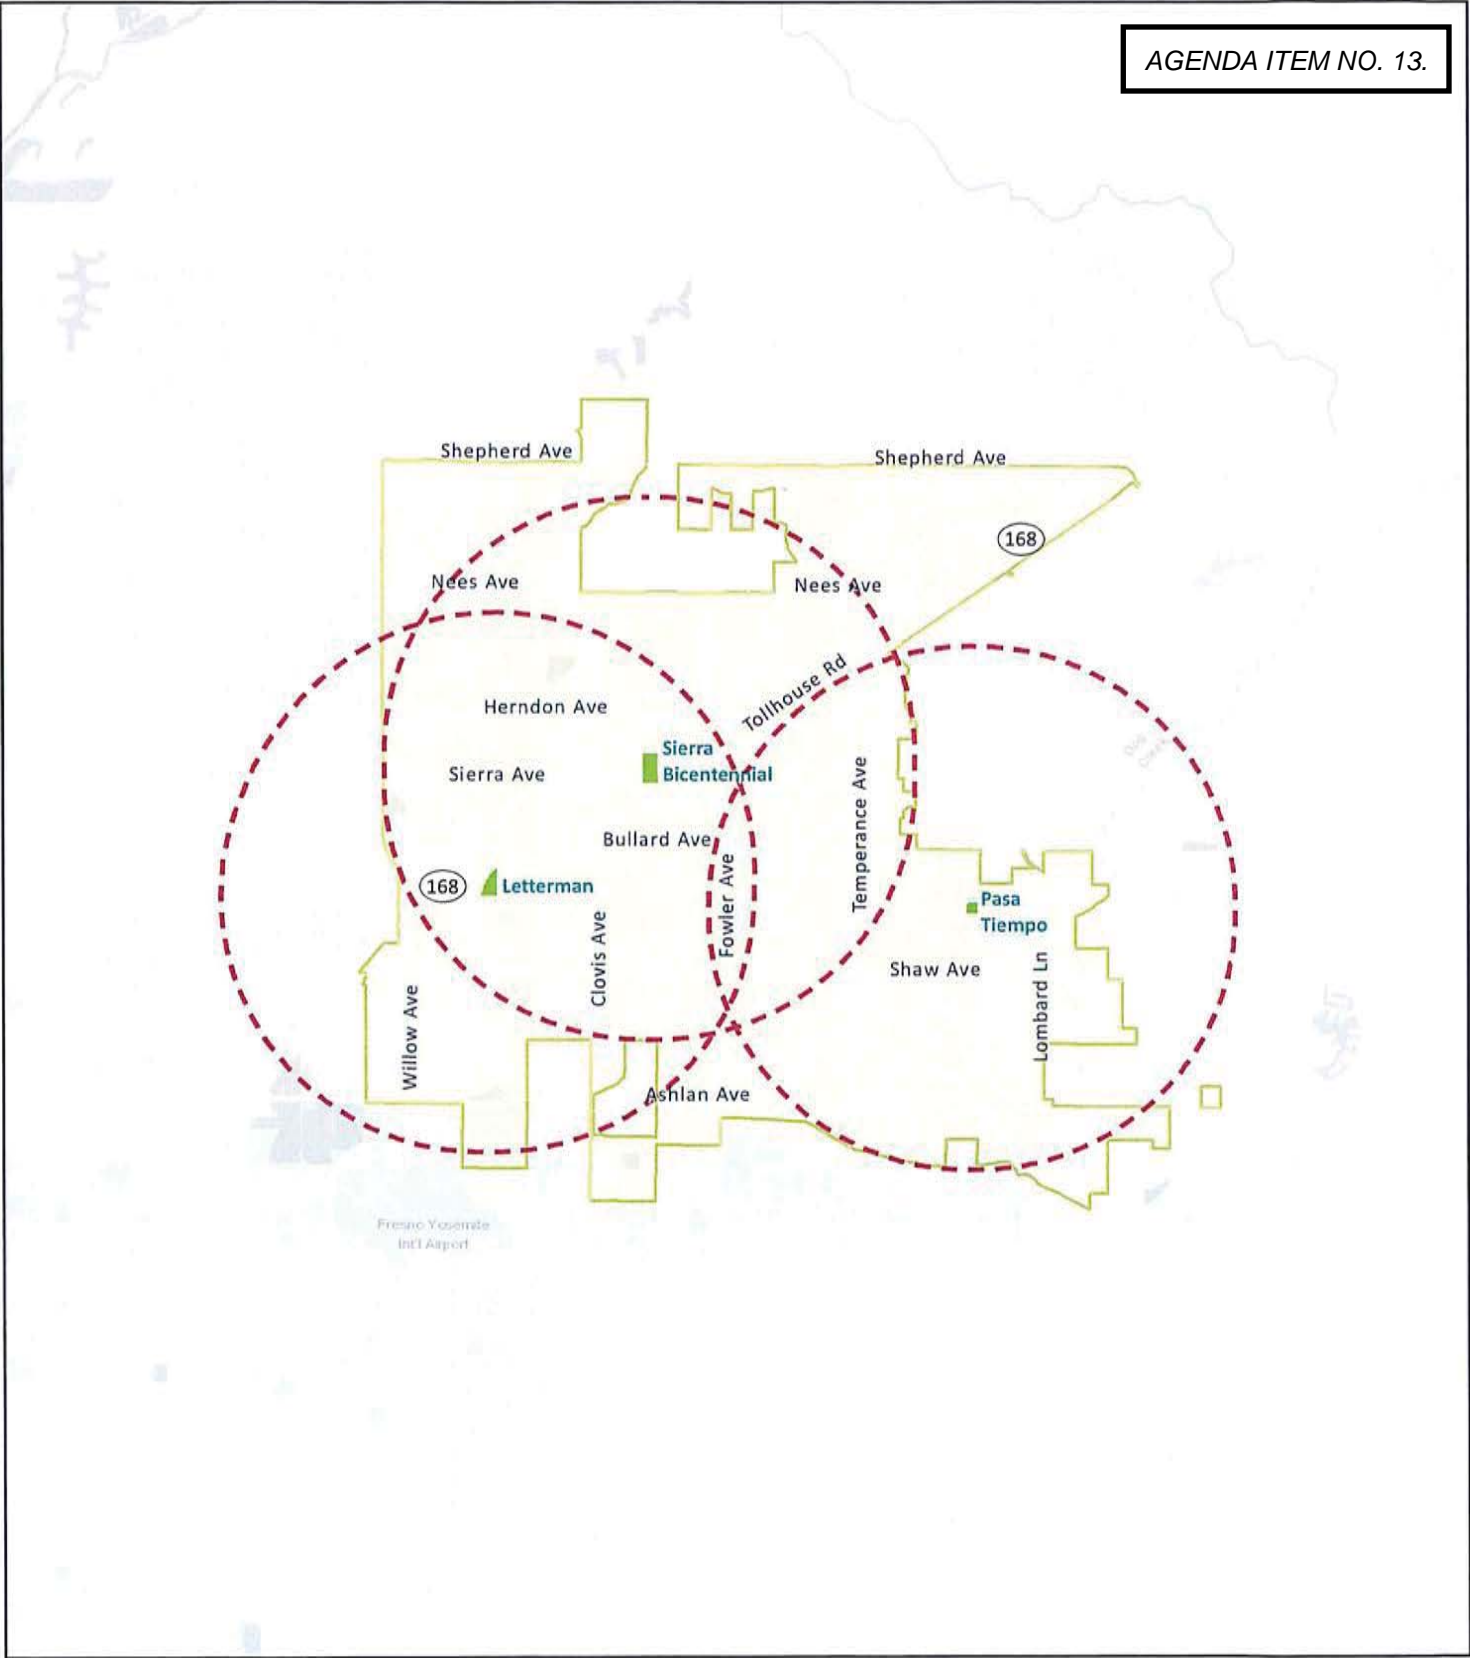 AGENDA ITEM NO. 13.
Shepherd Ave
Shepherd Ave
168
Nees Ave
Nees Ave
Tollhouse Rd
Herndon Ave
Sierra
Bicentennial
Sierra Ave
Temperance Ave
Bullard Ave
Fowler Ave
168
Letterman
Pasa
Tiempo
Clovis Ave
Shaw Ave
Lombard Ln
Willow Ave
Ashlan Ave
Fresno Yosemite
Int'l Airport